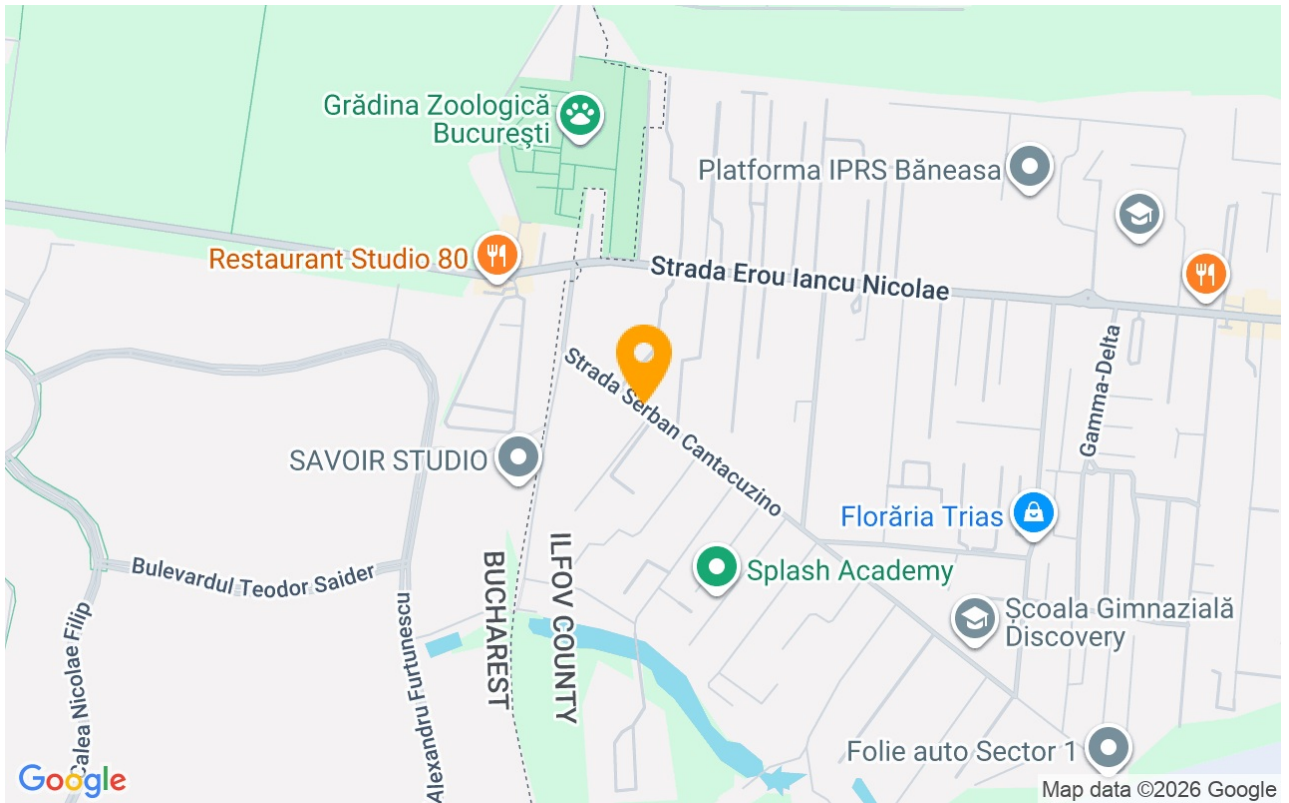 Grădina Zoologică
București
Platforma IPRS Băneasa
Restaurant Studio 80
Strada Erou Iancu Nicolae
Strada Serban Cantacuzino
Gamma-Delta
SAVOIR STUDIO
Florăria Trias
Bulevardul Teodor Saider
Splash Academy
BUCHAREST
ILFOV COUNTY
Școala Gimnazială
Discovery
Calea Nicolae Filip
Alexandru Furtunescu
Folie auto Sector 1
Google
Map data ©2026 Google